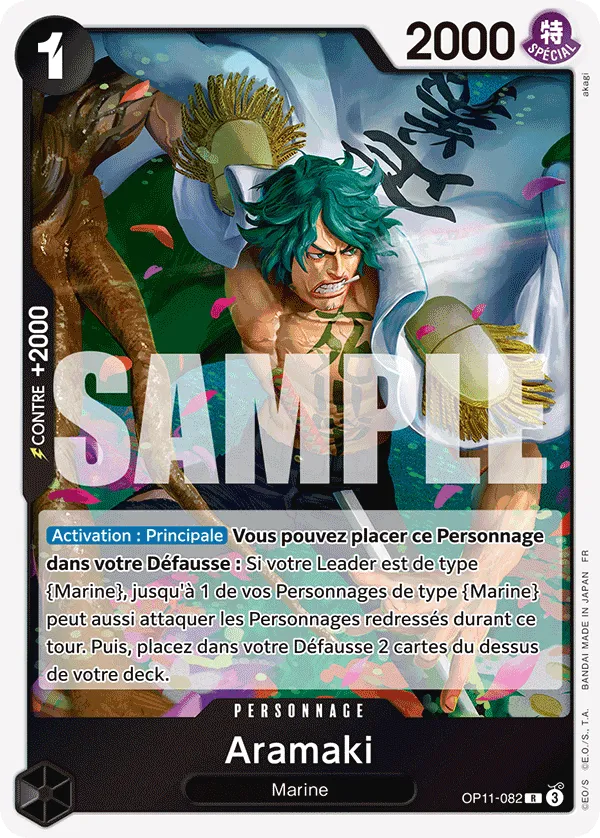 1
2000
特
SPÉCIAL
akagi
CONTRE +2000
SAMPLE
Activation : Principale Vous pouvez placer ce Personnage
dans votre Défausse : Si votre Leader est de type
{Marine}, jusqu'à 1 de vos Personnages de type {Marine}
peut aussi attaquer les Personnages redressés durant ce
tour. Puis, placez dans votre Défausse 2 cartes du dessus
de votre deck.
PERSONNAGE
Aramaki
Marine
OP11-082 R 3
©EO/S ©E.O./S., T.A. BANDAI MADE IN JAPAN FR